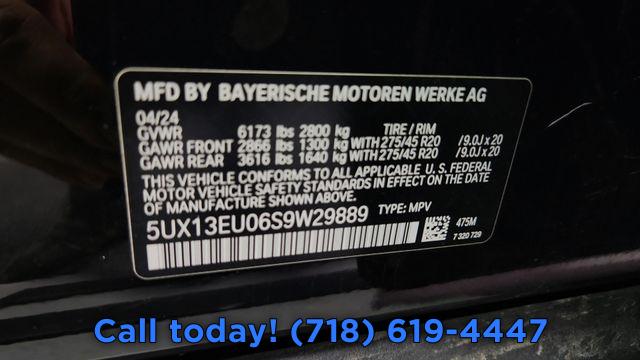 MFD BY BAYERISCHE MOTOREN WERKE AG
04/24
GVWR 6173 lbs 2800 kg TIRE / RIM
GAWR FRONT 2866 lbs 1300 kg WITH 275/45 R20 /9.0J x 20
GAWR REAR 3616 lbs 1640 kg WITH 275/45 R20 /9.0J x 20
THIS VEHICLE CONFORMS TO ALL APPLICABLE U. S. FEDERAL
MOTOR VEHICLE SAFETY STANDARDS IN EFFECT ON THE DATE
OF MANUFACTURE SHOWN ABOVE
5UX13EU06S9W29889 TYPE: MPV
475M
7 320 729
Call today! (718) 619-4447